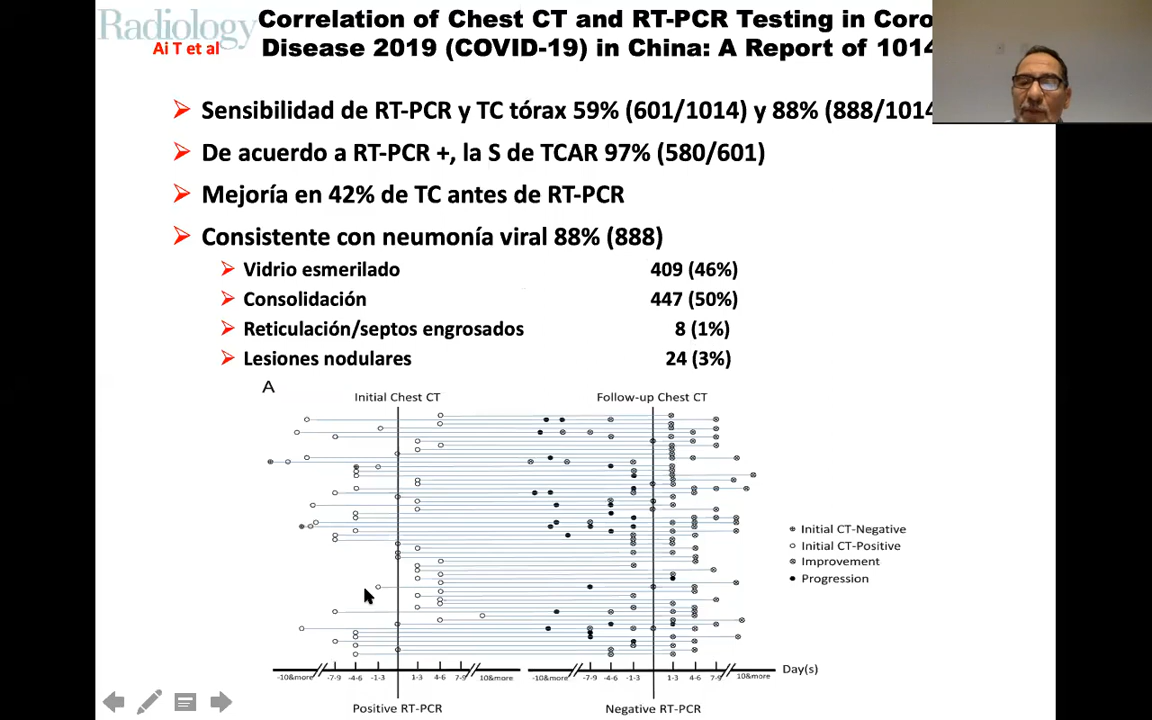 Radiology
Correlation of Chest CT and RT-PCR Testing in Coro
Ai T et al
Disease 2019 (COVID-19) in China: A Report of 1014
Sensibilidad de RT-PCR y TC tórax 59% (601/1014) y 88% (888/1014
De acuerdo a RT-PCR +, la S de TCAR 97% (580/601)
Mejoría en 42% de TC antes de RT-PCR
Consistente con neumonía viral 88% (888)
Vidrio esmerilado 409 (46%)
Consolidación 447 (50%)
Reticulación/septos engrosados 8 (1%)
Lesiones nodulares 24 (3%)
A
Initial Chest CT Follow-up Chest CT
Initial CT-Negative
Initial CT-Positive
Improvement
Progression
-10&more -7-9 -4-6 -1-3 1-3 4-6 7-9 10&more -10&more -7-9 -4-6 -1-3 1-3 4-6 7-9 10&more Day(s)
Positive RT-PCR Negative RT-PCR